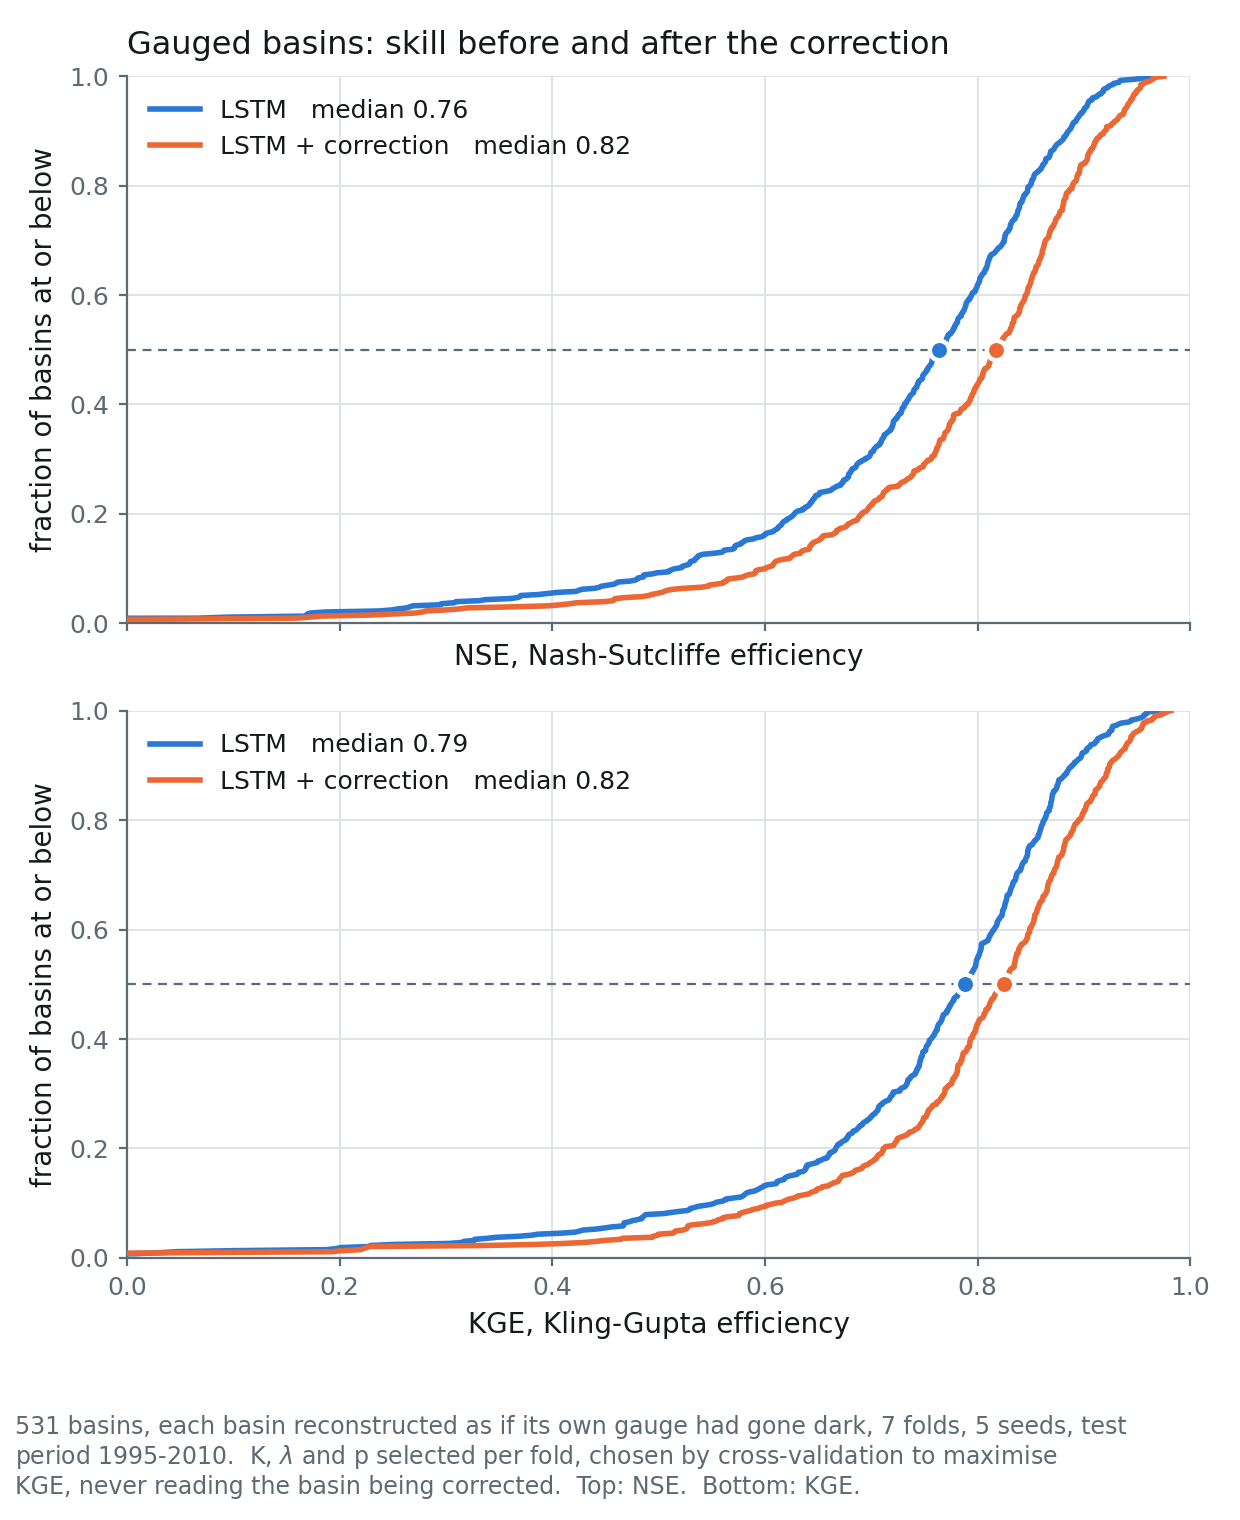 Gauged basins: skill before and after the correction
1.0
LSTM median 0.76
LSTM + correction median 0.82
0.8
0.6
0.4
0.2
0.0
fraction of basins at or below
NSE, Nash-Sutcliffe efficiency
1.0
LSTM median 0.79
LSTM + correction median 0.82
0.8
0.6
0.4
0.2
0.0
fraction of basins at or below
0.0 0.2 0.4 0.6 0.8 1.0
KGE, Kling-Gupta efficiency
531 basins, each basin reconstructed as if its own gauge had gone dark, 7 folds, 5 seeds, test
period 1995-2010. K, λ and p selected per fold, chosen by cross-validation to maximise
KGE, never reading the basin being corrected. Top: NSE. Bottom: KGE.